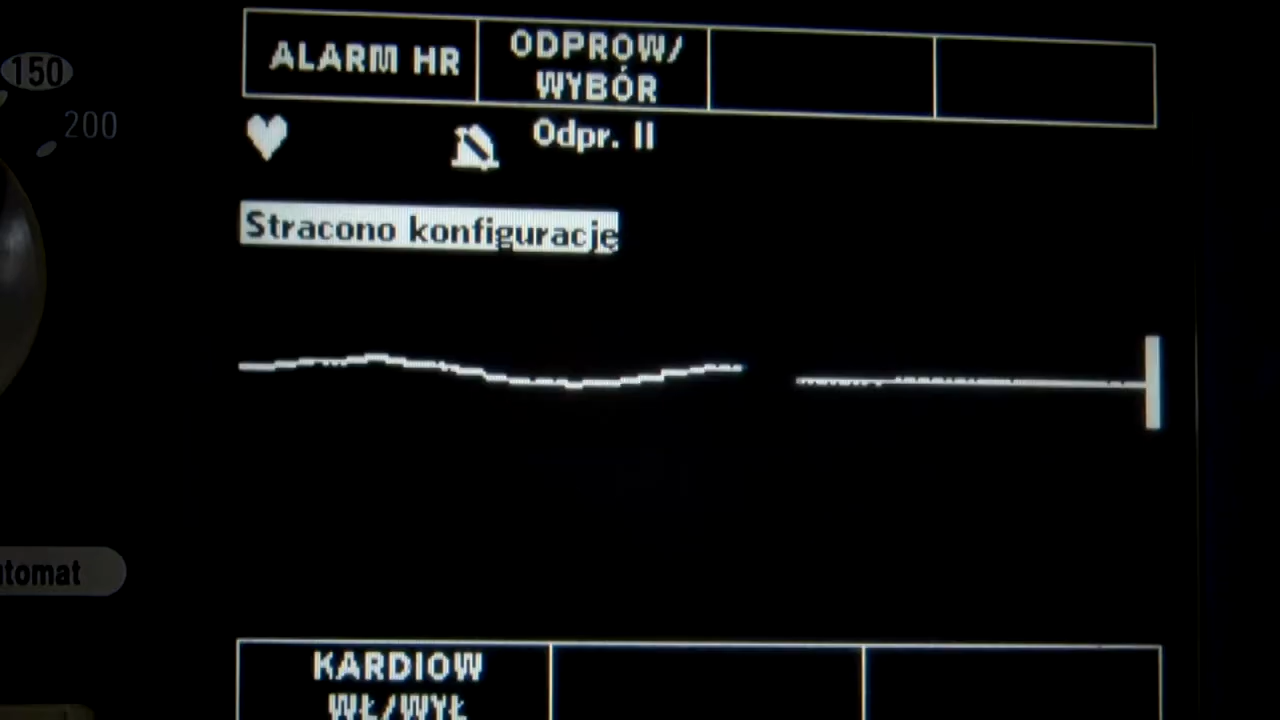 150
200
ALARM HR
ODPROW/
WYBÓR
Odpr. II
Stracono konfigurację
tomat
KARDIOW
WŁ/WYŁ